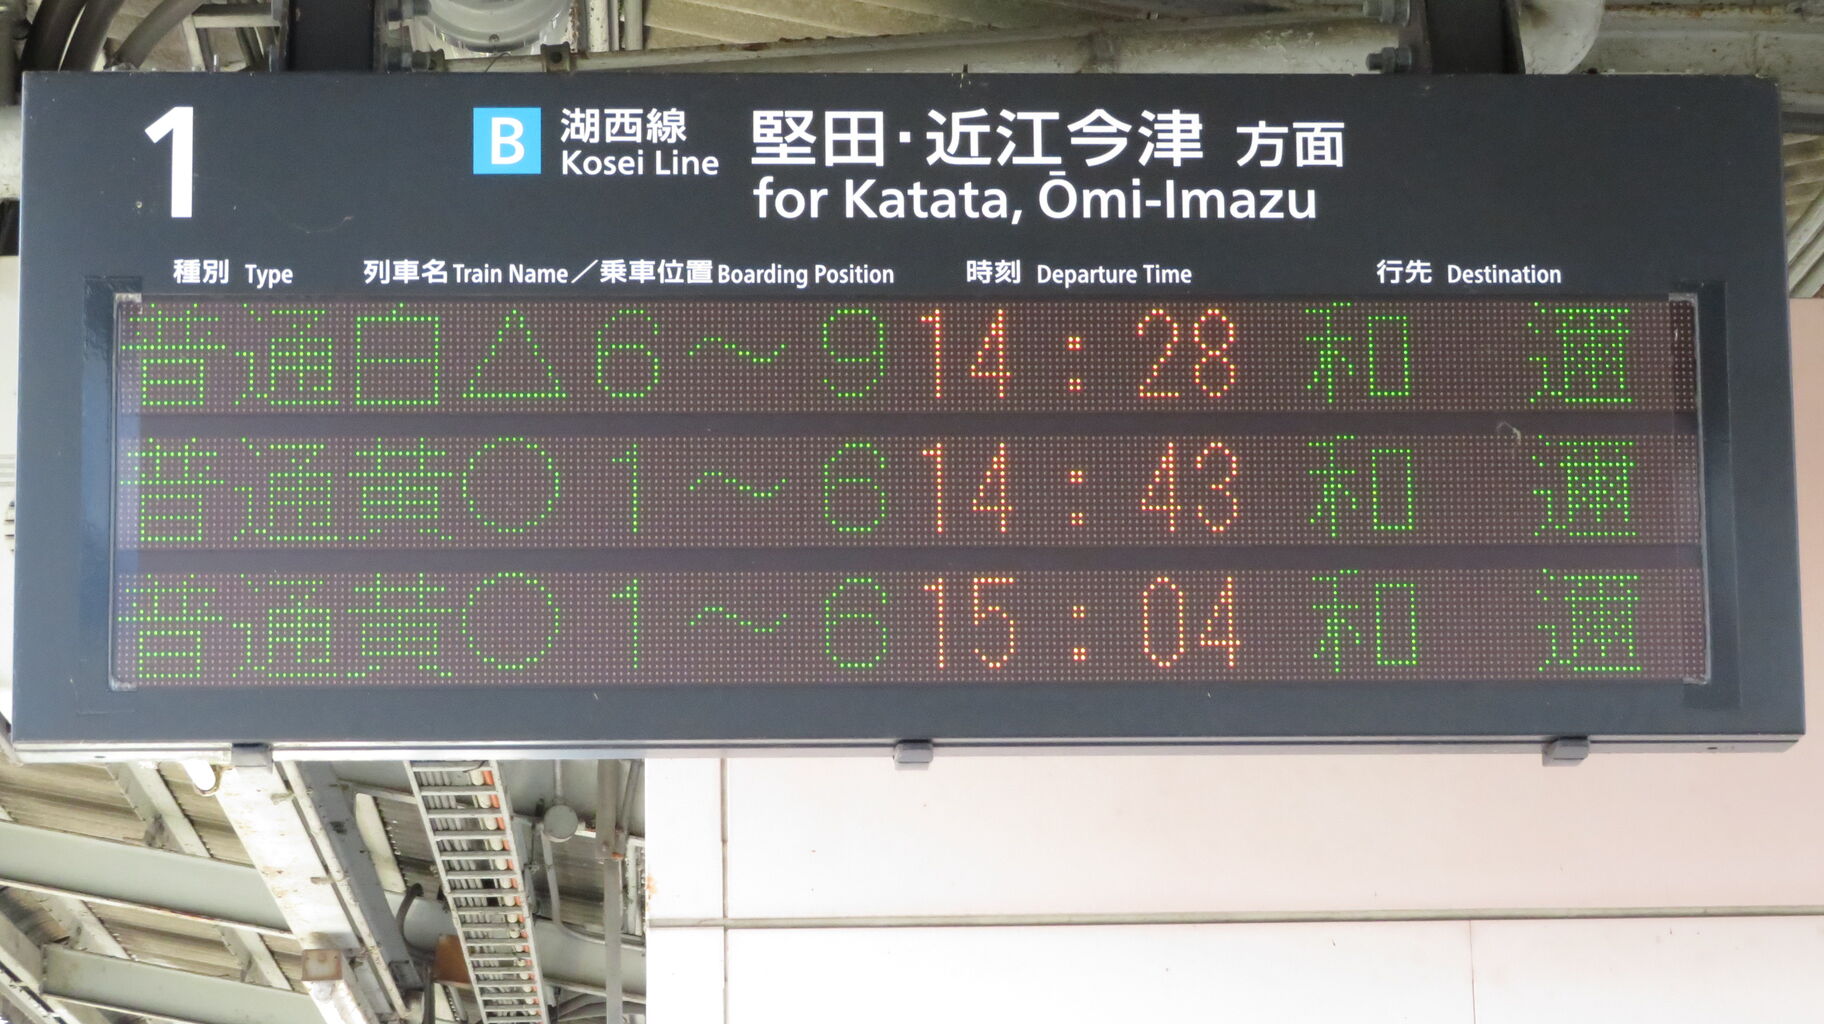 1
B 湖西線 堅田・近江今津 方面
Kosei Line for Katata, Ōmi-Imazu
種別 Type 列車名 Train Name／乗車位置 Boarding Position 時刻 Departure Time 行先 Destination
普通 白△6～9 14:28 和邇
普通 黄○1～6 14:43 和邇
普通 黄○1～6 15:04 和邇